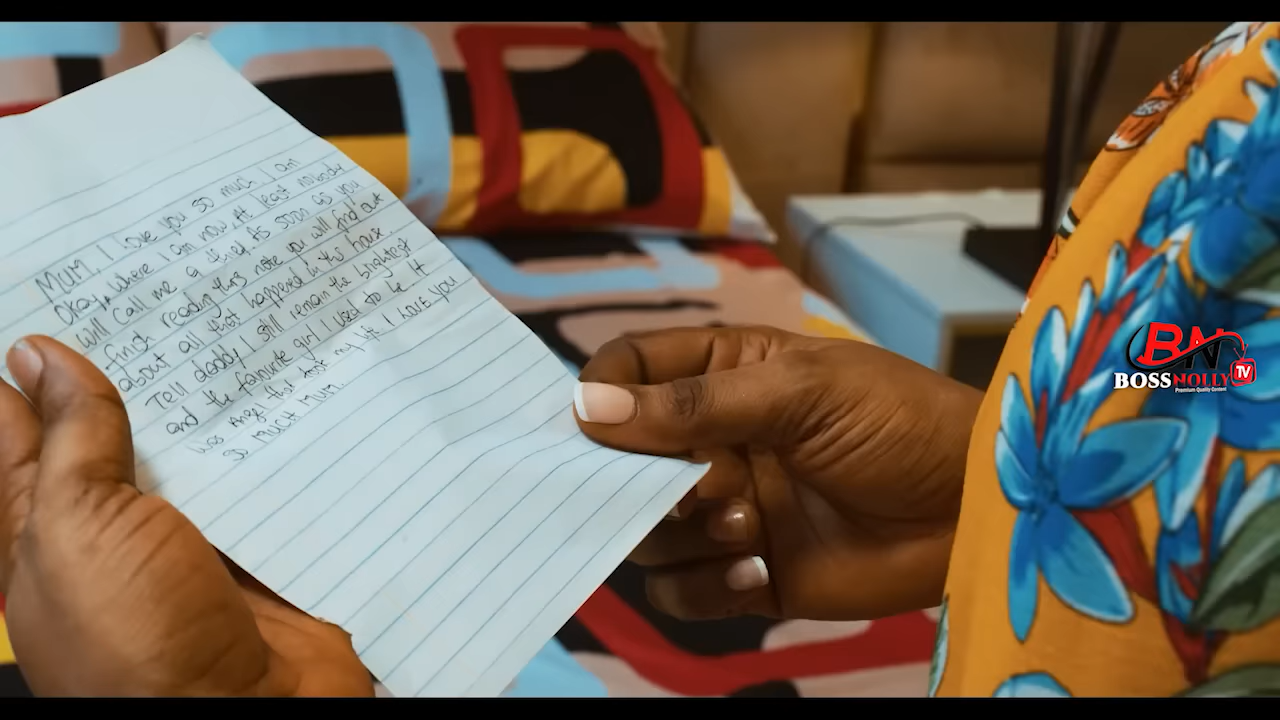 Mum, I love you so much I am
Okay, where I am now, At least nobody
Will call me a thief. As soon as you
finish reading this note you will find out
about all that happened in this house.
Tell daddy I still remain the brightest
and the favourite girl I used to be. It
was that took my life I LOVE YOU
SO MUCH MUM.
BN
BOSSNOLLY TV
Premium Quality Content